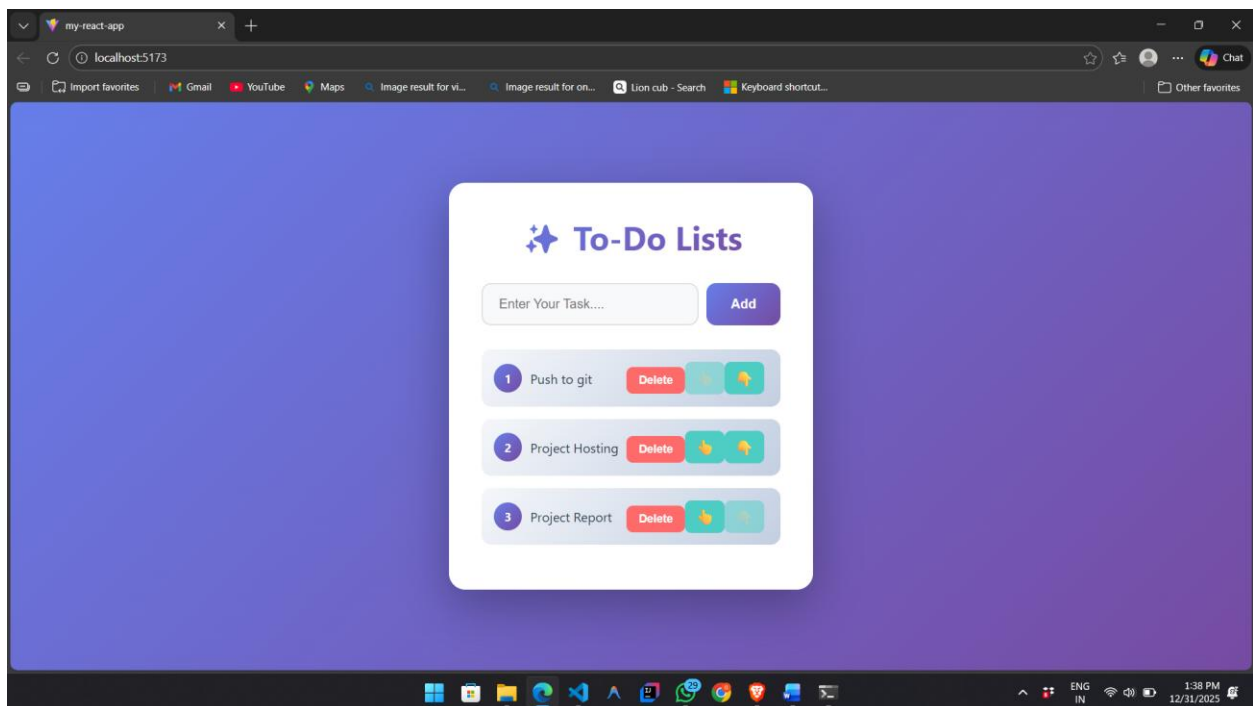 my-react-app
localhost:5173
Chat
Import favorites
Gmail
YouTube
Maps
Image result for vi...
Image result for on...
Lion cub - Search
Keyboard shortcut...
Other favorites
✨ To-Do Lists
Enter Your Task....
Add
1 Push to git Delete 👆 👇
2 Project Hosting Delete 👆 👇
3 Project Report Delete 👆 👇
29
ENG
IN
1:38 PM
12/31/2025